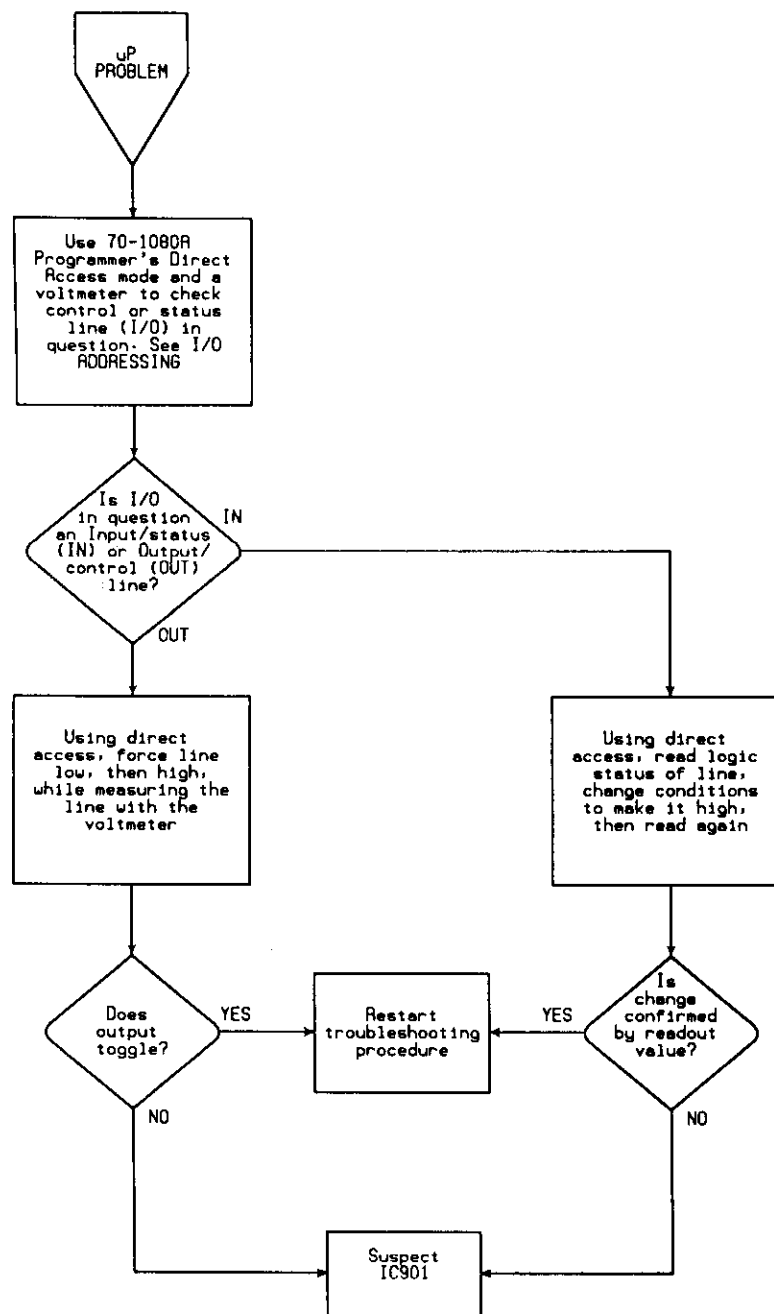 uP
PROBLEM
Use 70-1080A
Programmer's Direct
Access mode and a
voltmeter to check
control or status
line (I/O) in
question. See I/O
ADDRESSING
Is I/O
in question
an Input/status
(IN) or Output/
control (OUT)
line?
IN
OUT
Using direct
access, force line
low, then high,
while measuring the
line with the
voltmeter
Using direct
access, read logic
status of line,
change conditions
to make it high,
then read again
Does
output
toggle?
YES
Restart
troubleshooting
procedure
YES
Is
change
confirmed
by readout
value?
NO
NO
Suspect
IC901